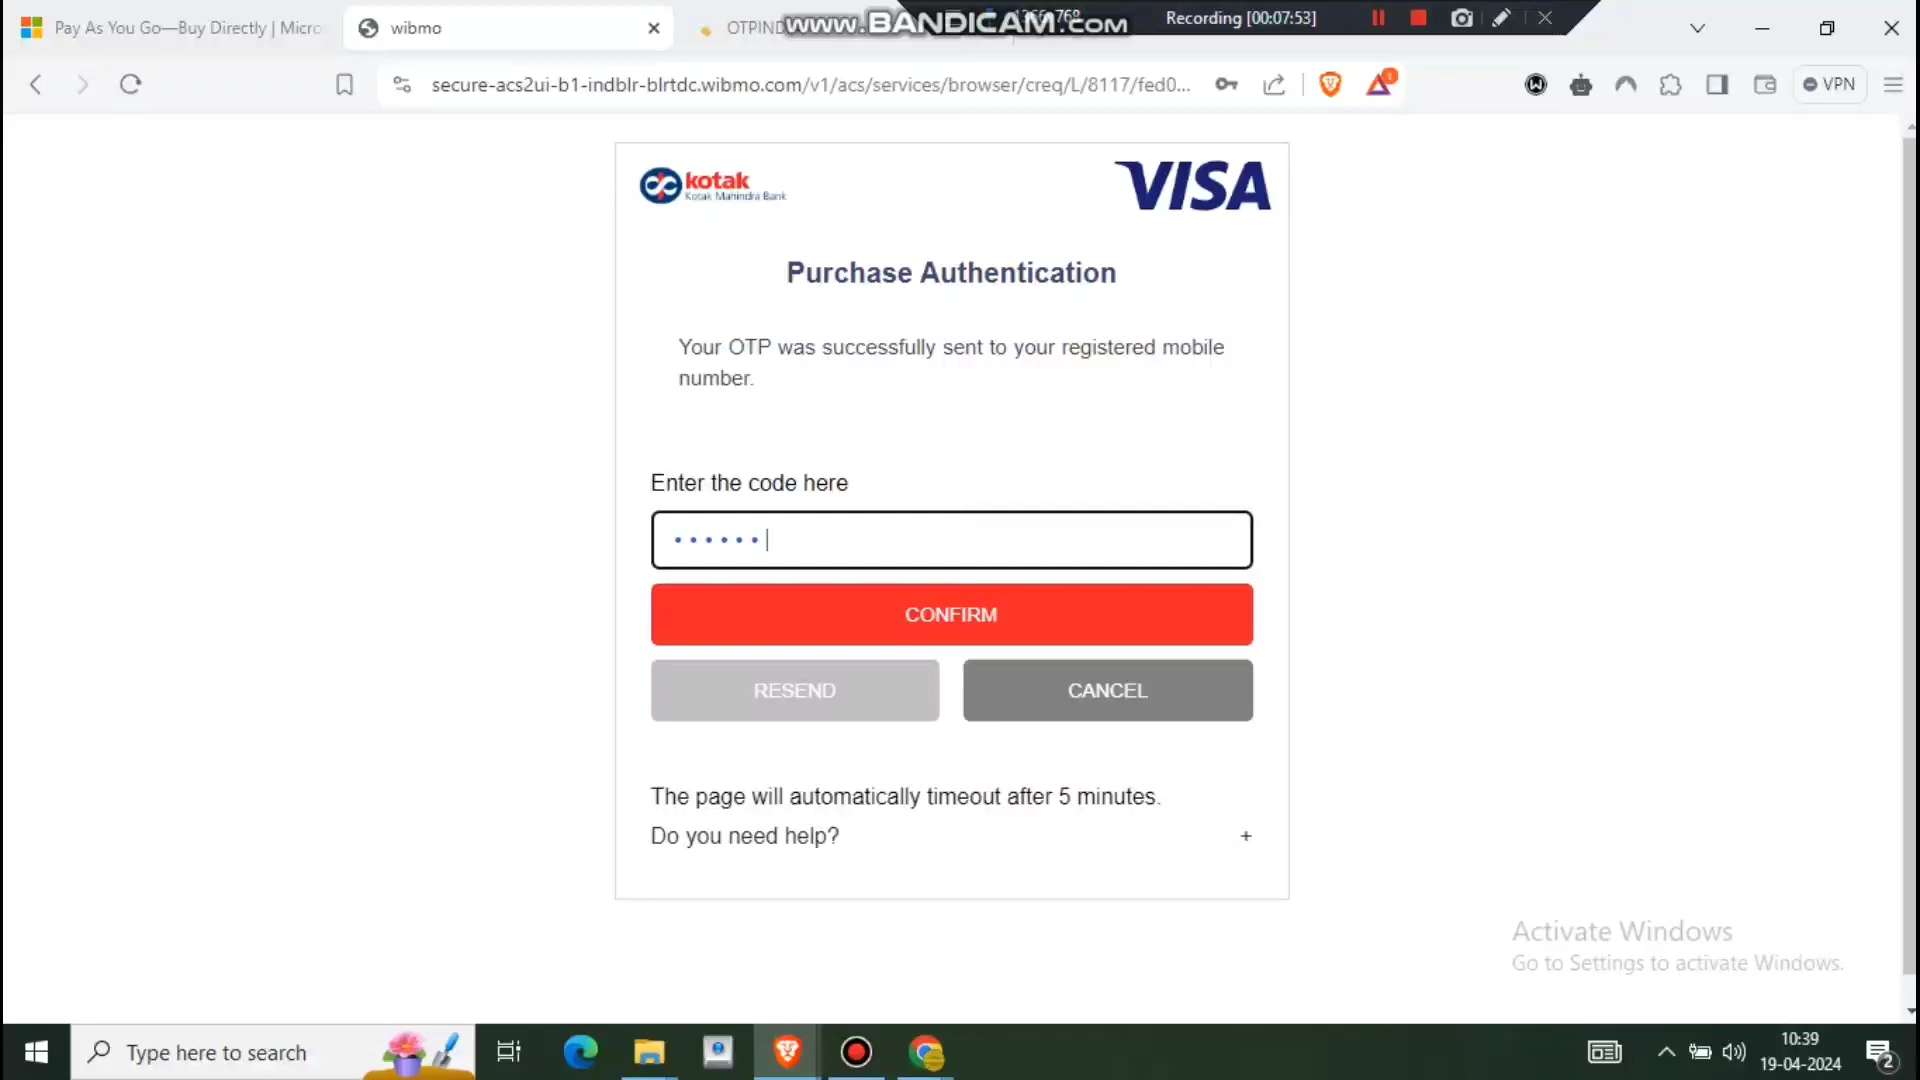 Pay As You Go—Buy Directly | Micro
wibmo
OTPIND
www.BANDICAM.com
Recording [00:07:53]
secure-acs2ui-b1-indblr-blrtdc.wibmo.com/v1/acs/services/browser/creq/L/8117/fed0...
1
VPN
kotak
Kotak Mahindra Bank
VISA
Purchase Authentication
Your OTP was successfully sent to your registered mobile
number.
Enter the code here
CONFIRM
RESEND
CANCEL
The page will automatically timeout after 5 minutes.
Do you need help?
+
Activate Windows
Go to Settings to activate Windows.
Type here to search
10:39
19-04-2024
2